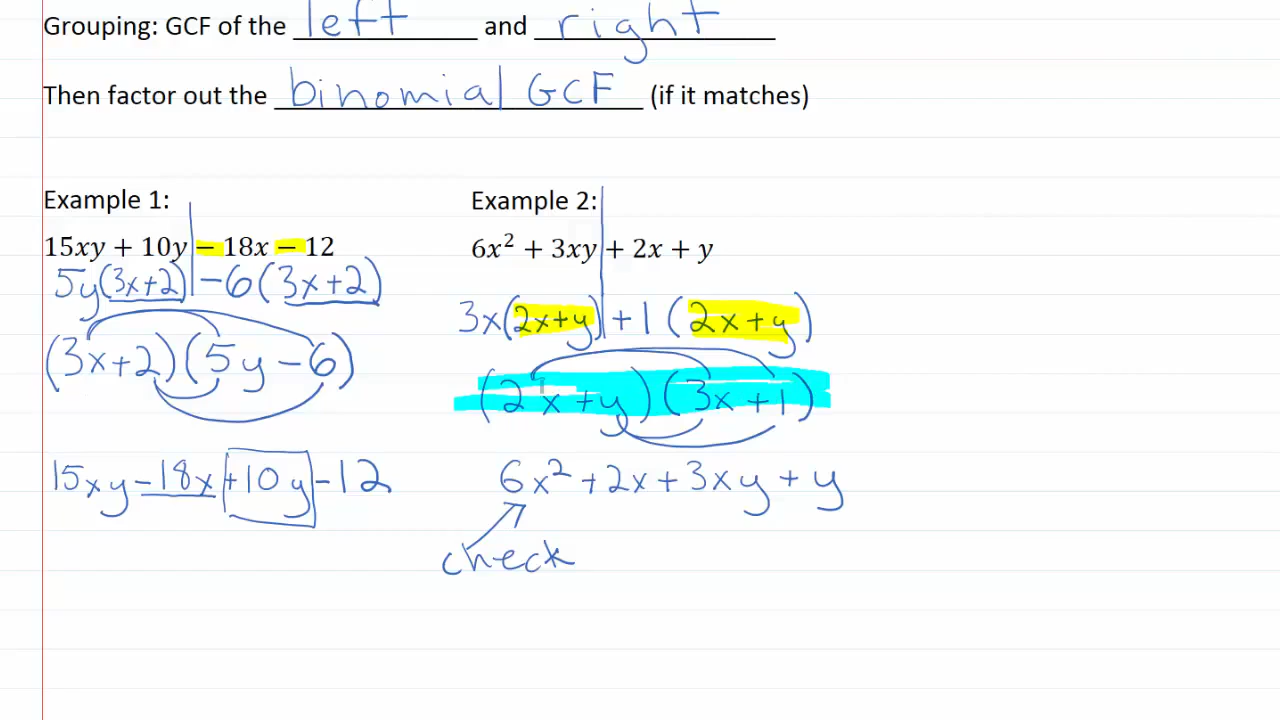 Grouping: GCF of the left and right
Then factor out the binomial GCF (if it matches)
Example 1:
15xy + 10y − 18x − 12
5y(3x+2) −6(3x+2)
(3x+2)(5y−6)
15xy −18x +10y −12
Example 2:
6x² + 3xy + 2x + y
3x(2x+y) +1(2x+y)
(2x+y)(3x+1)
6x² +2x +3xy + y
check